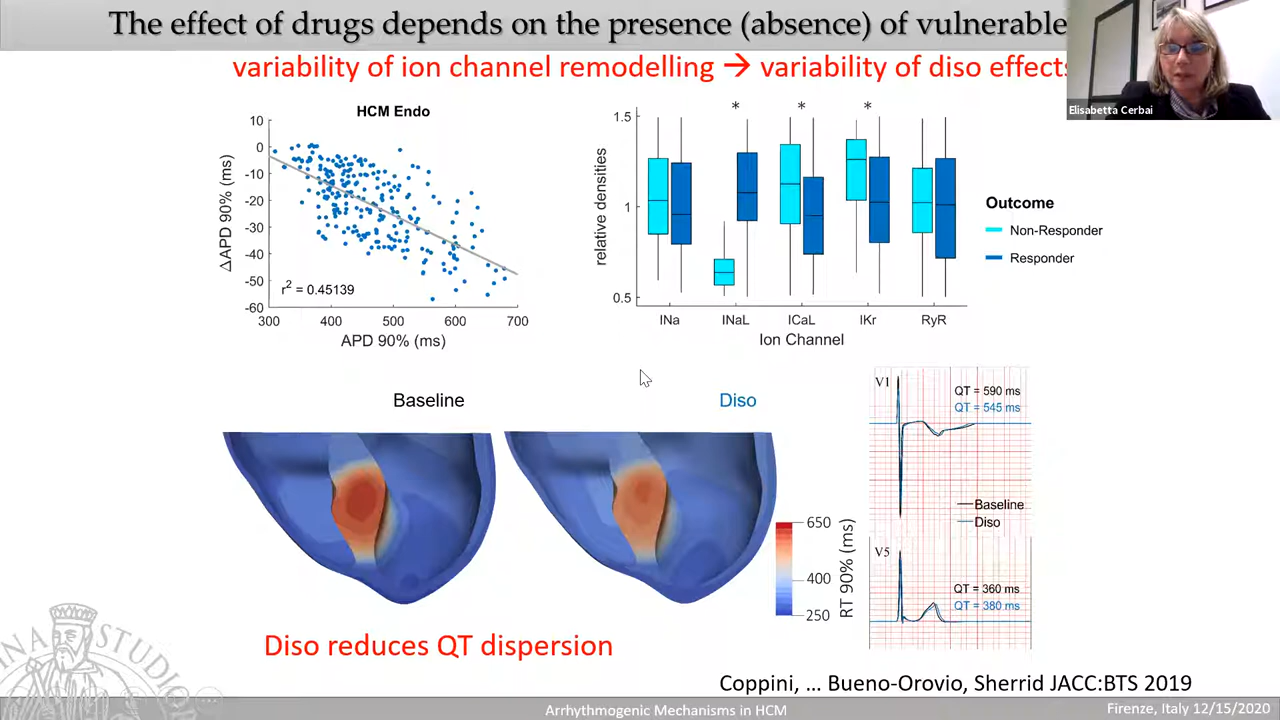 The effect of drugs depends on the presence (absence) of vulnerable
variability of ion channel remodelling → variability of diso effects
Elisabetta Cerbai
HCM Endo
10
0
-10
-20
-30
-40
-50
-60
ΔAPD 90% (ms)
r² = 0.45139
300 400 500 600 700
APD 90% (ms)
* * *
1.5
1
0.5
relative densities
INa INaL ICaL IKr RyR
Ion Channel
Outcome
Non-Responder
Responder
Baseline
Diso
650
400
250
RT 90% (ms)
V1
QT = 590 ms
QT = 545 ms
Baseline
Diso
V5
QT = 360 ms
QT = 380 ms
Diso reduces QT dispersion
Coppini, ... Bueno-Orovio, Sherrid JACC:BTS 2019
NA STUDIO
Arrhythmogenic Mechanisms in HCM
Firenze, Italy 12/15/2020